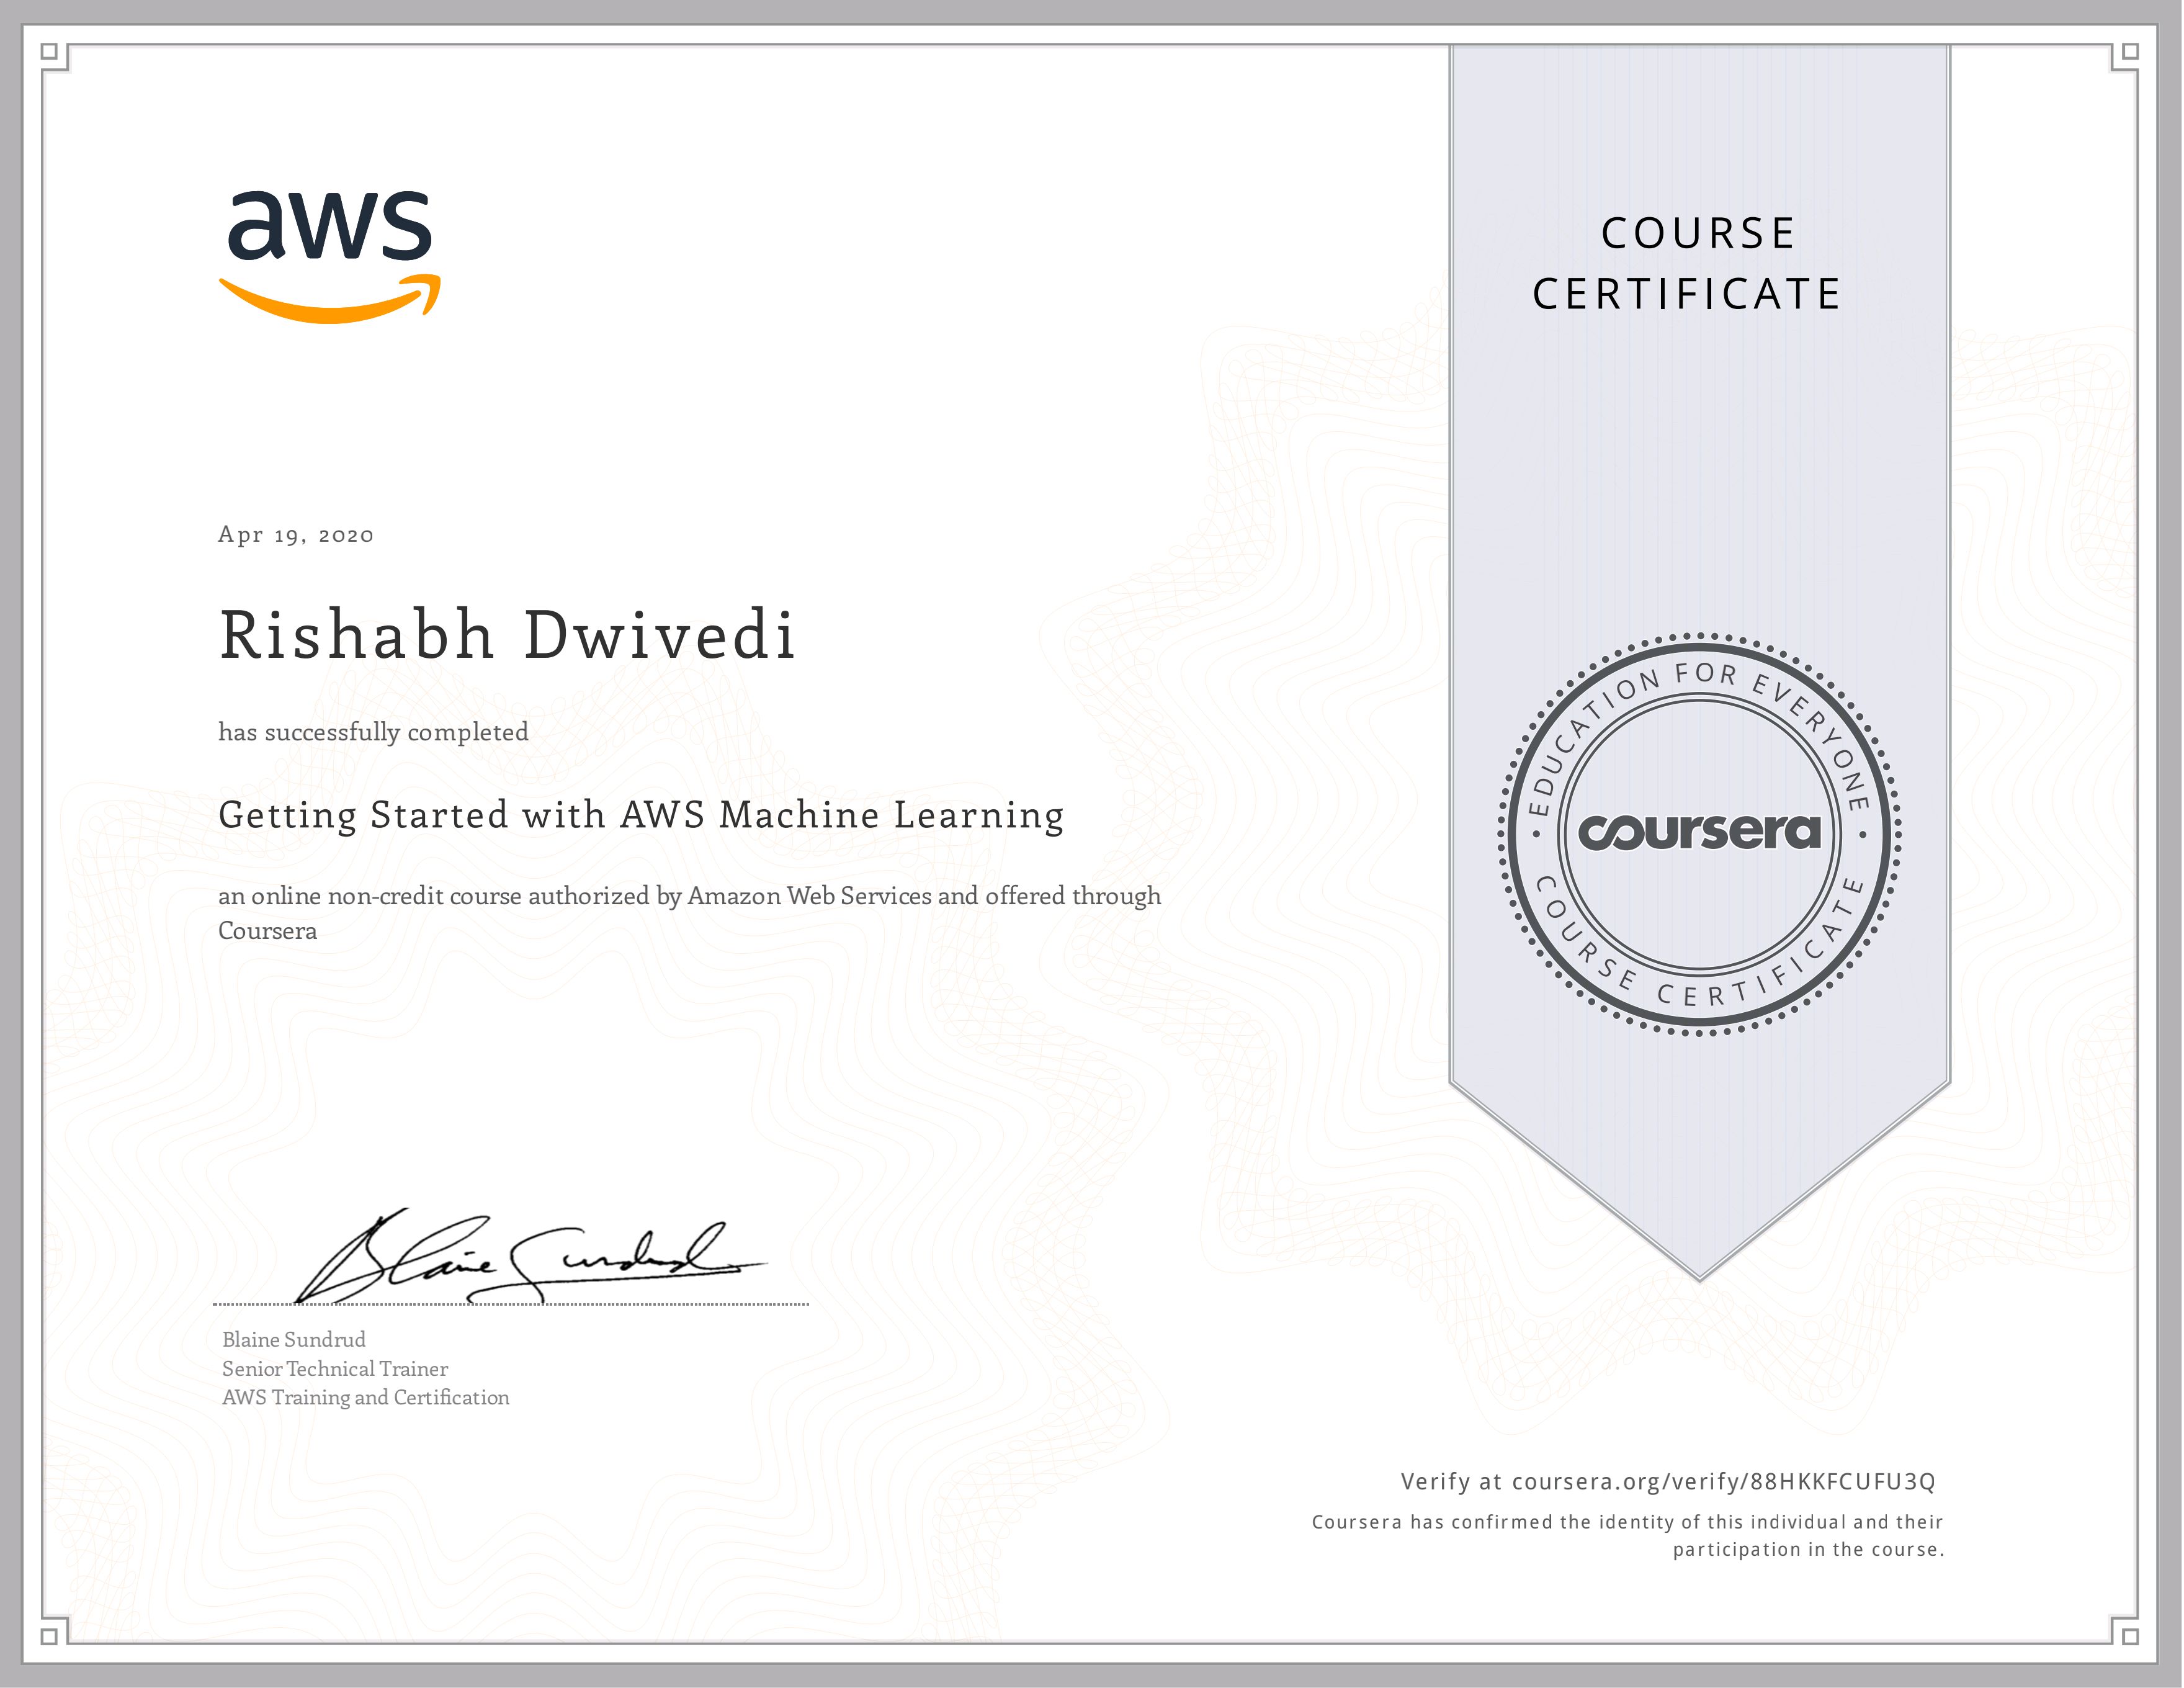 aws
COURSE
CERTIFICATE
Apr 19, 2020
Rishabh Dwivedi
has successfully completed
Getting Started with AWS Machine Learning
an online non-credit course authorized by Amazon Web Services and offered through
Coursera
EDUCATION FOR EVERYONE
coursera
COURSE CERTIFICATE
Blaine Sundrud
Blaine Sundrud
Senior Technical Trainer
AWS Training and Certification
Verify at coursera.org/verify/88HKKFCUFU3Q
Coursera has confirmed the identity of this individual and their
participation in the course.